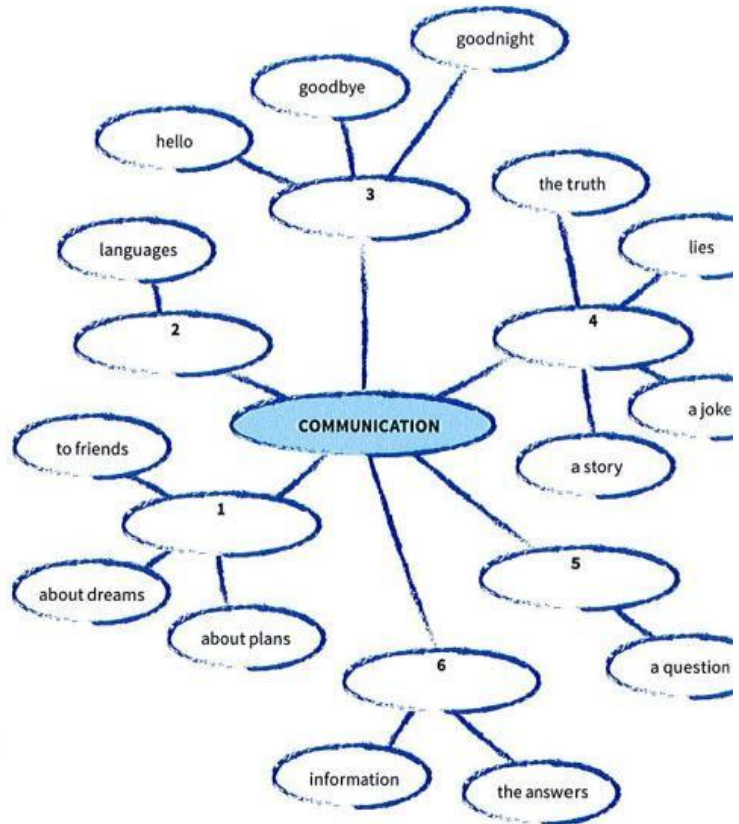 goodnight
goodbye
hello
3
the truth
languages
lies
2
4
COMMUNICATION
a joke
to friends
a story
1
5
about dreams
about plans
6
a question
information
the answers